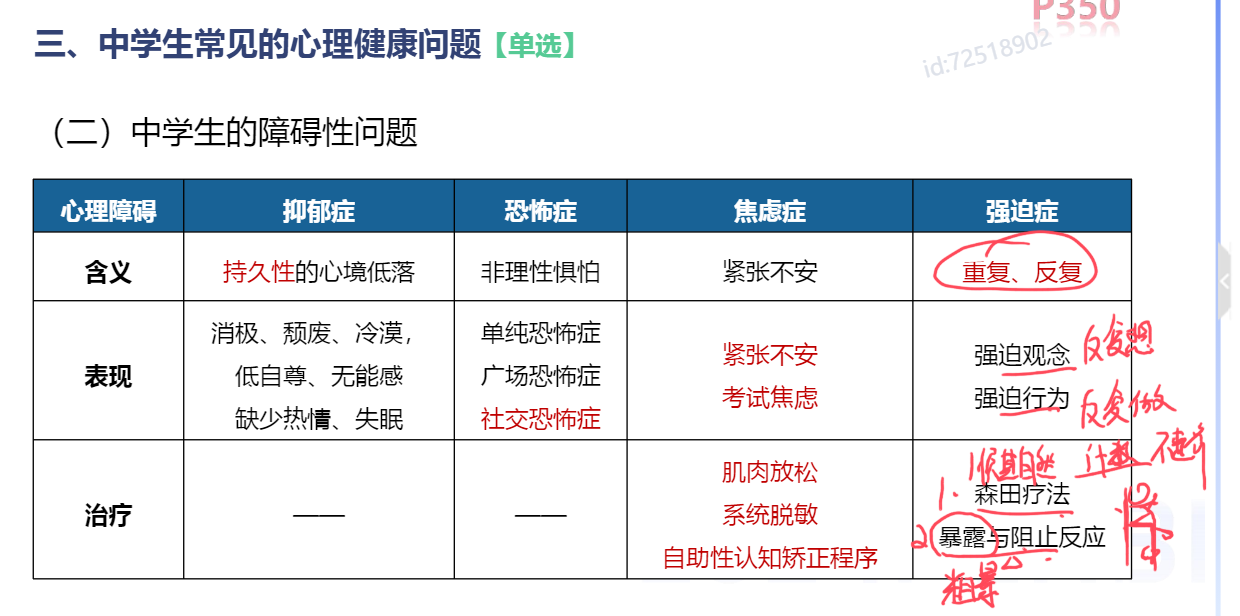 P350
三、中学生常见的心理健康问题【单选】
id:72518902
（二）中学生的障碍性问题
心理障碍 抑郁症 恐怖症 焦虑症 强迫症
含义 持久性的心境低落 非理性惧怕 紧张不安 重复、反复
表现
消极、颓废、冷漠，
低自尊、无能感
缺少热情、失眠
单纯恐怖症
广场恐怖症
社交恐怖症
紧张不安
考试焦虑
强迫观念 反复想
强迫行为 反复做
治疗 —— ——
肌肉放松
系统脱敏
自助性认知矫正程序
1.森田疗法
2暴露与阻止反应